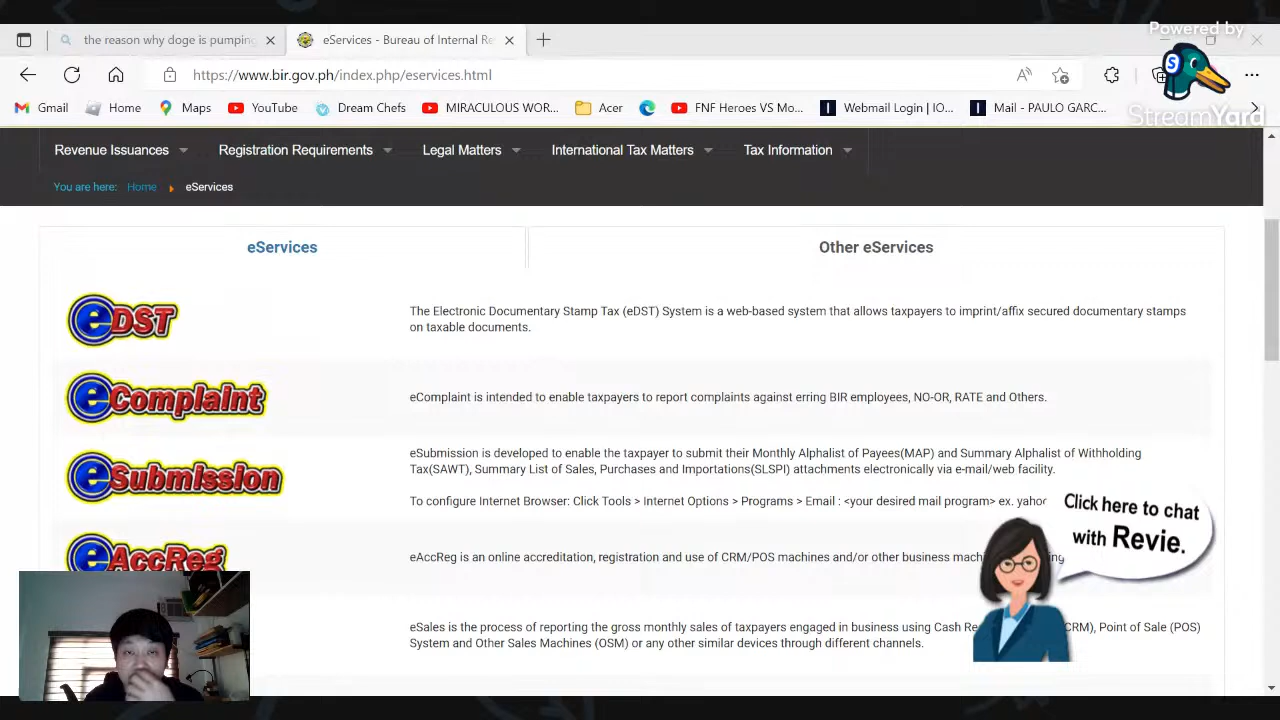 Powered by
StreamYard
the reason why doge is pumping
eServices - Bureau of Internal Re
https://www.bir.gov.ph/index.php/eservices.html
Gmail
Home
Maps
YouTube
Dream Chefs
MIRACULOUS WOR...
Acer
FNF Heroes VS Mo...
Webmail Login | IO...
Mail - PAULO GARC...
Revenue Issuances
Registration Requirements
Legal Matters
International Tax Matters
Tax Information
You are here: Home eServices
eServices
Other eServices
eDST
The Electronic Documentary Stamp Tax (eDST) System is a web-based system that allows taxpayers to imprint/affix secured documentary stamps
on taxable documents.
eComplaint
eComplaint is intended to enable taxpayers to report complaints against erring BIR employees, NO-OR, RATE and Others.
eSubmission
eSubmission is developed to enable the taxpayer to submit their Monthly Alphalist of Payees(MAP) and Summary Alphalist of Withholding
Tax(SAWT), Summary List of Sales, Purchases and Importations(SLSPI) attachments electronically via e-mail/web facility.
To configure Internet Browser: Click Tools > Internet Options > Programs > Email : <your desired mail program> ex. yahoo
Click here to chat
with Revie.
eAccReg
eAccReg is an online accreditation, registration and use of CRM/POS machines and/or other business mach
eSales is the process of reporting the gross monthly sales of taxpayers engaged in business using Cash Re CRM), Point of Sale (POS)
System and Other Sales Machines (OSM) or any other similar devices through different channels.